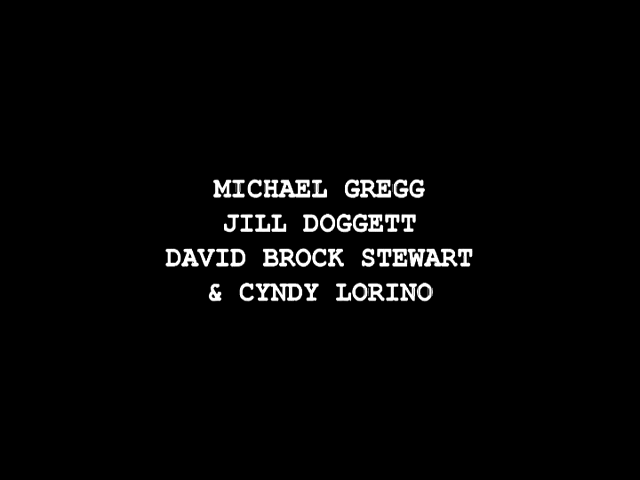 MICHAEL GREGG
JILL DOGGETT
DAVID BROCK STEWART
& CYNDY LORINO